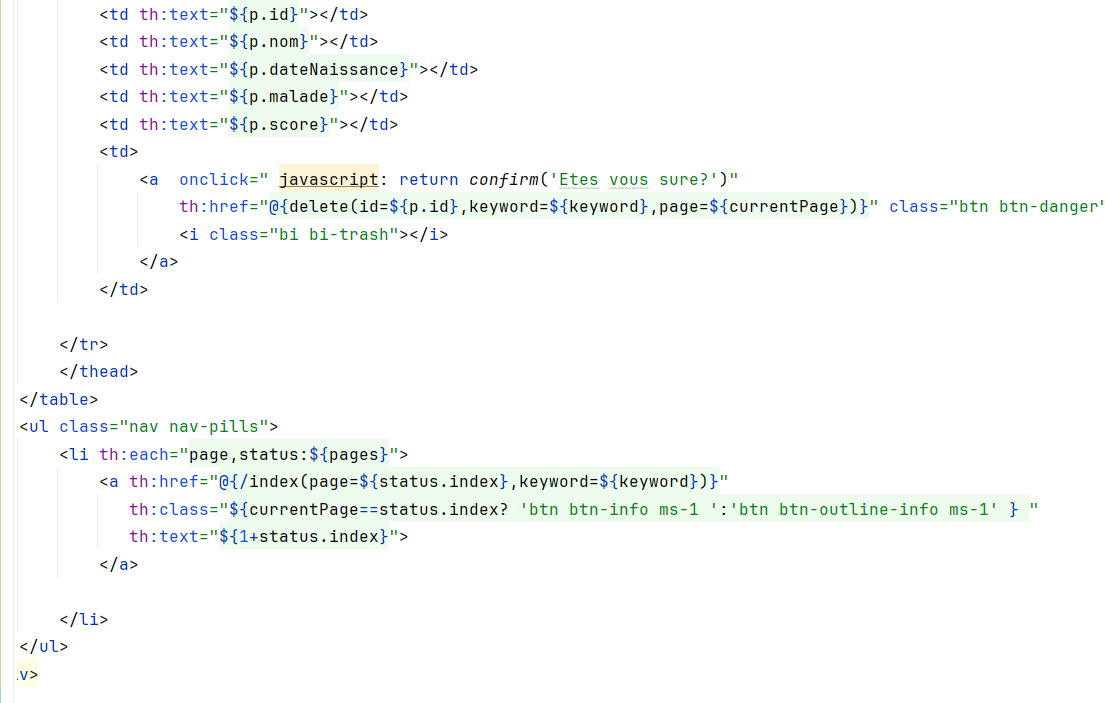 <td th:text="${p.id}"></td>
<td th:text="${p.nom}"></td>
<td th:text="${p.dateNaissance}"></td>
<td th:text="${p.malade}"></td>
<td th:text="${p.score}"></td>
<td>
<a  onclick=" javascript: return confirm('Etes vous sure?')"
th:href="@{delete(id=${p.id},keyword=${keyword},page=${currentPage})}" class="btn btn-danger"
<i class="bi bi-trash"></i>
</a>
</td>
</tr>
</thead>
</table>
<ul class="nav nav-pills">
<li th:each="page,status:${pages}">
<a th:href="@{/index(page=${status.index},keyword=${keyword})}"
th:class="${currentPage==status.index? 'btn btn-info ms-1 ':'btn btn-outline-info ms-1' } "
th:text="${1+status.index}">
</a>
</li>
</ul>
v>